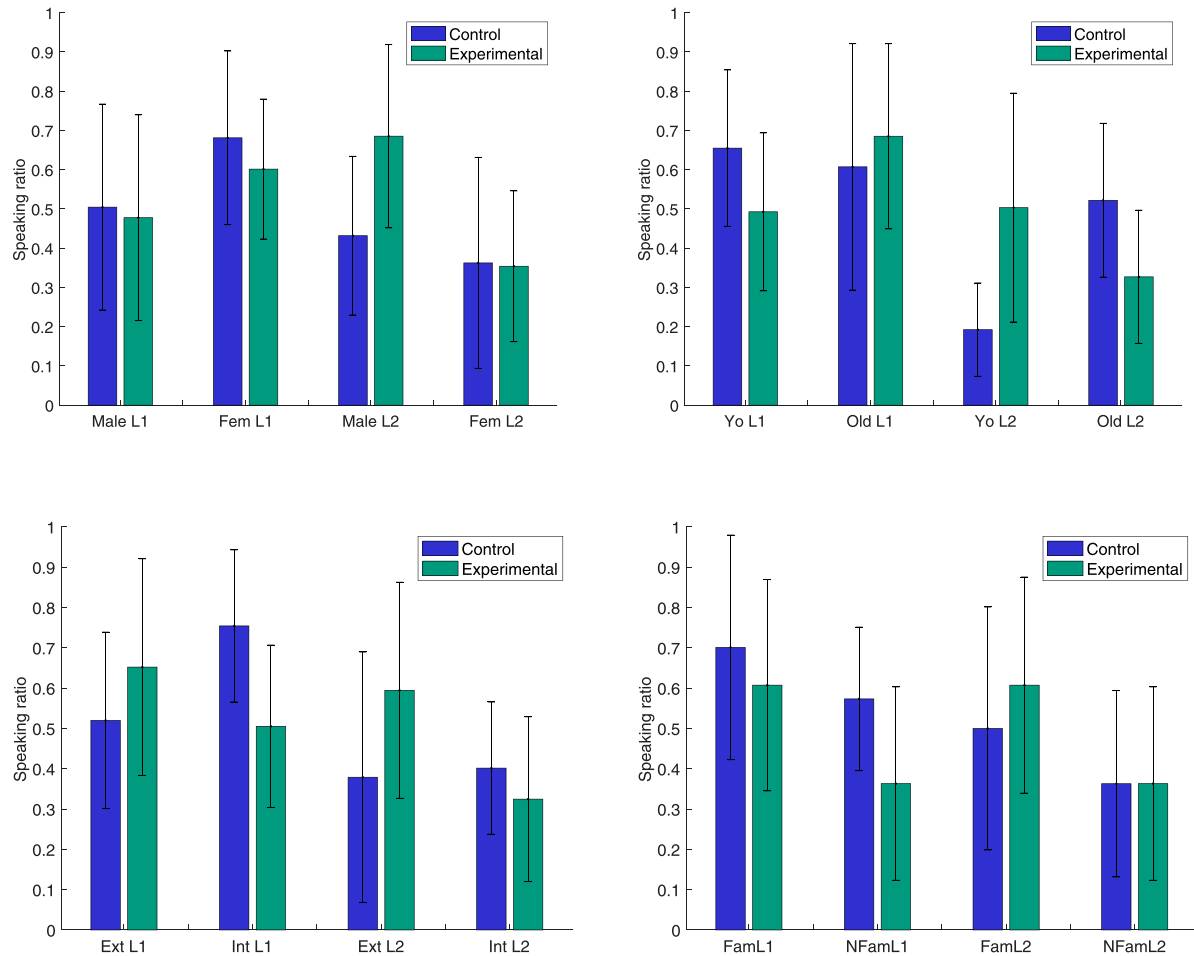 1
0.9
0.8
0.7
0.6
0.5
0.4
0.3
0.2
0.1
0
Speaking ratio
Control
Experimental
Male L1 Fem L1 Male L2 Fem L2
1
0.9
0.8
0.7
0.6
0.5
0.4
0.3
0.2
0.1
0
Speaking ratio
Control
Experimental
Yo L1 Old L1 Yo L2 Old L2
1
0.9
0.8
0.7
0.6
0.5
0.4
0.3
0.2
0.1
0
Speaking ratio
Control
Experimental
Ext L1 Int L1 Ext L2 Int L2
1
0.9
0.8
0.7
0.6
0.5
0.4
0.3
0.2
0.1
0
Speaking ratio
Control
Experimental
FamL1 NFamL1 FamL2 NFamL2